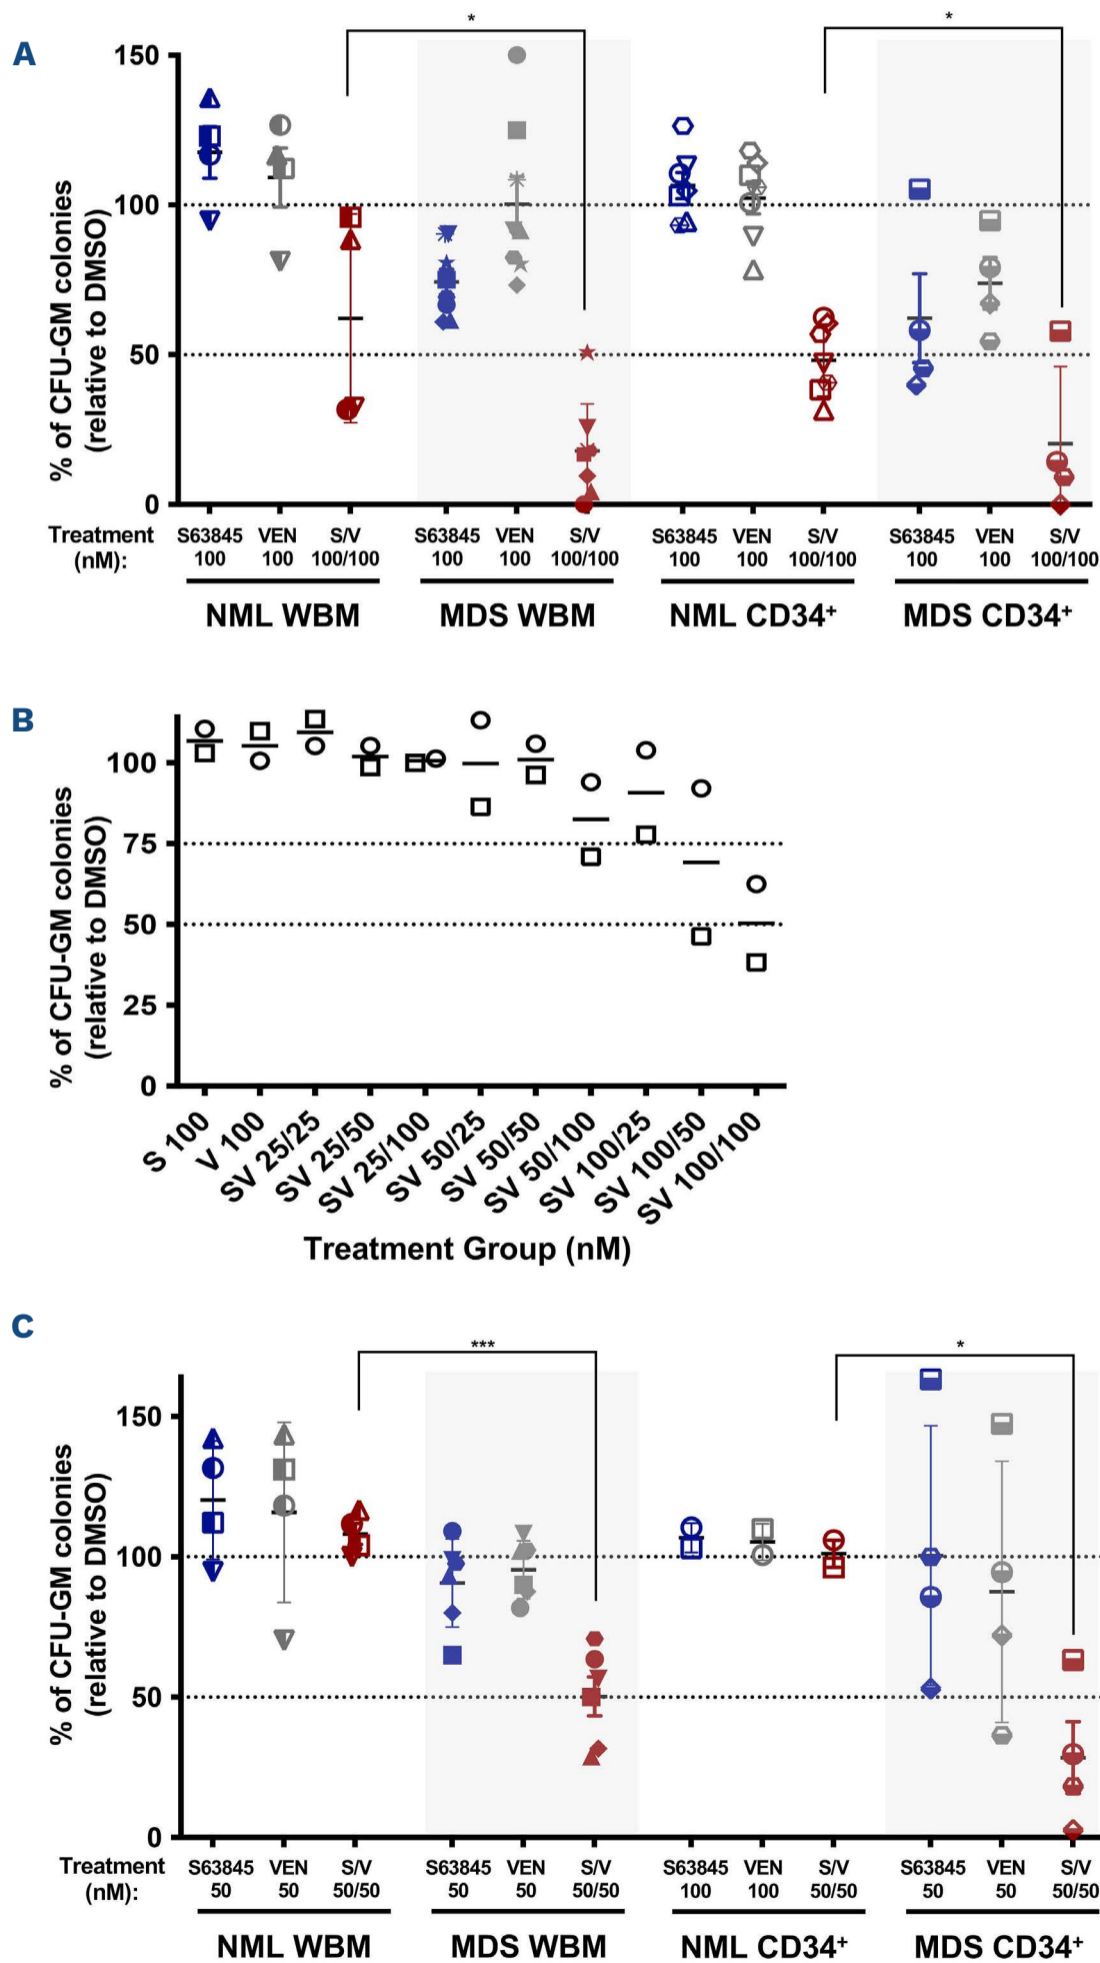 A
*
*
150
100
50
0
% of CFU-GM colonies
(relative to DMSO)
Treatment
(nM):
S63845 VEN S/V S63845 VEN S/V S63845 VEN S/V S63845 VEN S/V
100 100 100/100 100 100 100/100 100 100 100/100 100 100 100/100
NML WBM MDS WBM NML CD34+ MDS CD34+
B
100
75
50
25
0
% of CFU-GM colonies
(relative to DMSO)
S 100
V 100
SV 25/25
SV 25/50
SV 25/100
SV 50/25
SV 50/50
SV 50/100
SV 100/25
SV 100/50
SV 100/100
Treatment Group (nM)
C
***
*
150
100
50
0
% of CFU-GM colonies
(relative to DMSO)
Treatment
(nM):
S63845 VEN S/V S63845 VEN S/V S63845 VEN S/V S63845 VEN S/V
50 50 50/50 50 50 50/50 100 100 50/50 50 50 50/50
NML WBM MDS WBM NML CD34+ MDS CD34+